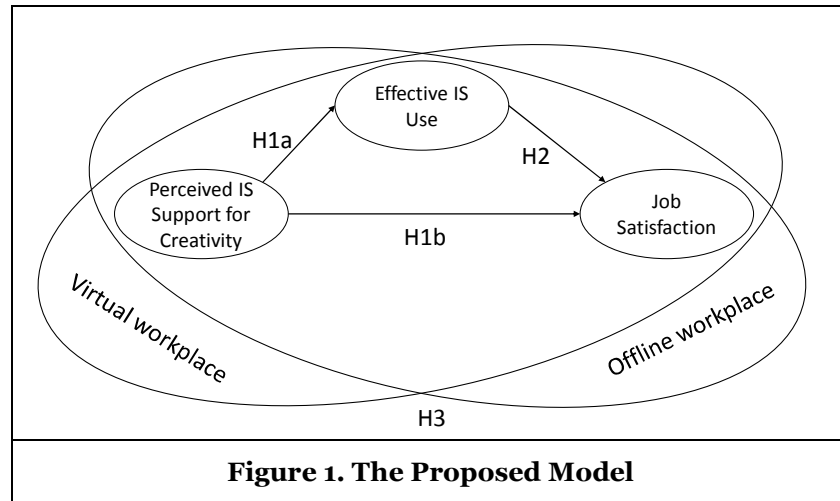 Effective IS
Use
H1a
H2
Perceived IS
Support for
Creativity
Job
Satisfaction
H1b
Virtual workplace
Offline workplace
H3
Figure 1. The Proposed Model